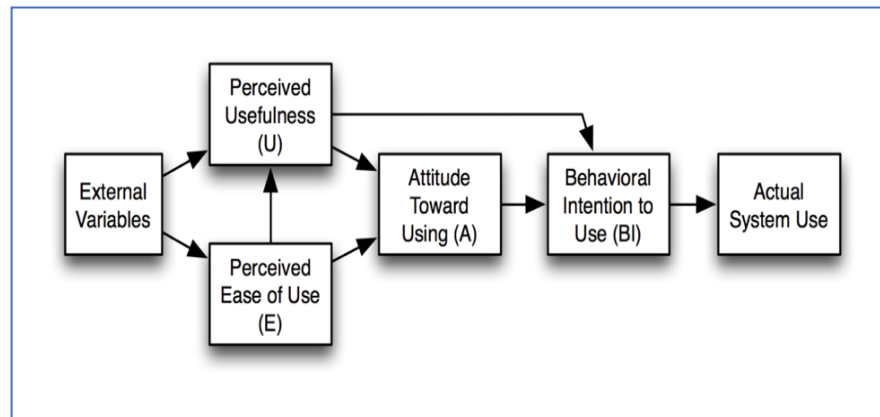 External
Variables
Perceived
Usefulness
(U)
Perceived
Ease of Use
(E)
Attitude
Toward
Using (A)
Behavioral
Intention to
Use (BI)
Actual
System Use